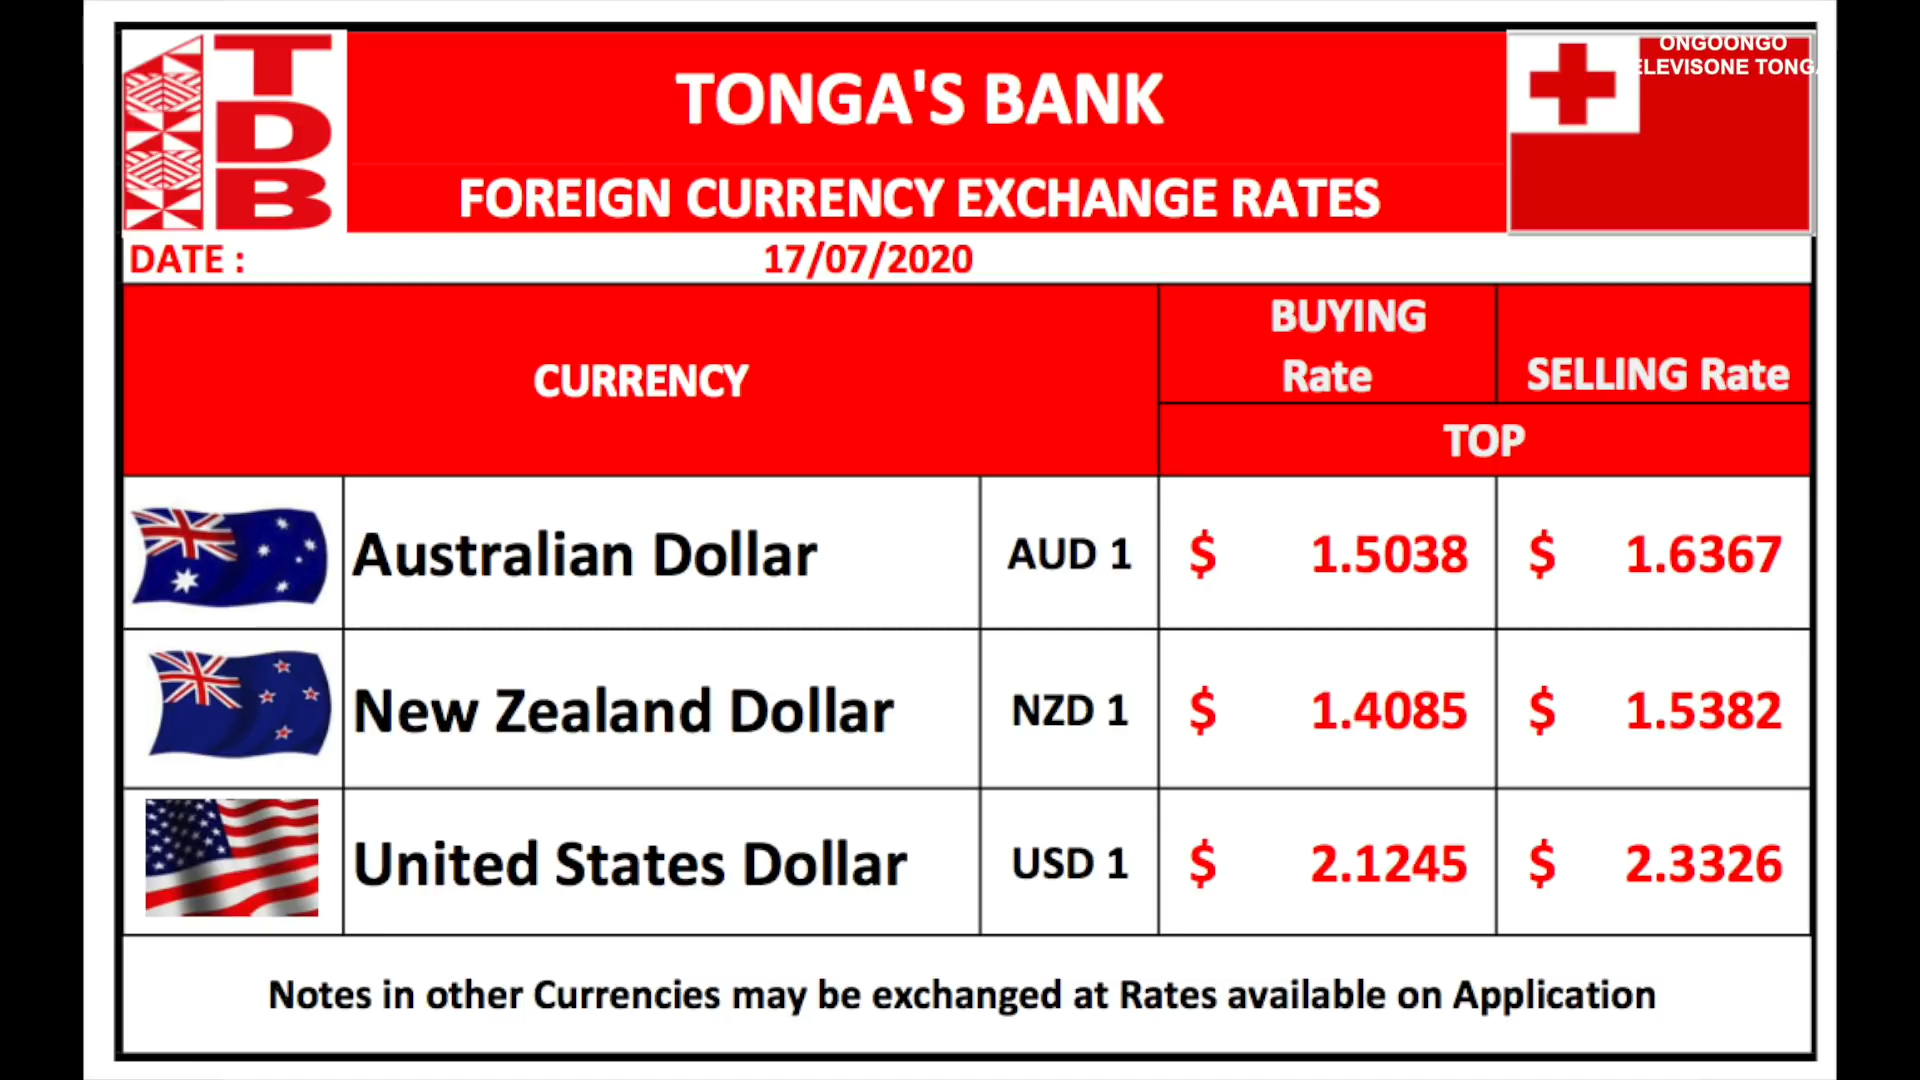 ONGOONGO
ELEVISONE TONGA
TDB
TONGA'S BANK
FOREIGN CURRENCY EXCHANGE RATES
DATE : 17/07/2020
CURRENCY
BUYING
Rate
SELLING Rate
TOP
Australian Dollar AUD 1 $ 1.5038 $ 1.6367
New Zealand Dollar NZD 1 $ 1.4085 $ 1.5382
United States Dollar USD 1 $ 2.1245 $ 2.3326
Notes in other Currencies may be exchanged at Rates available on Application